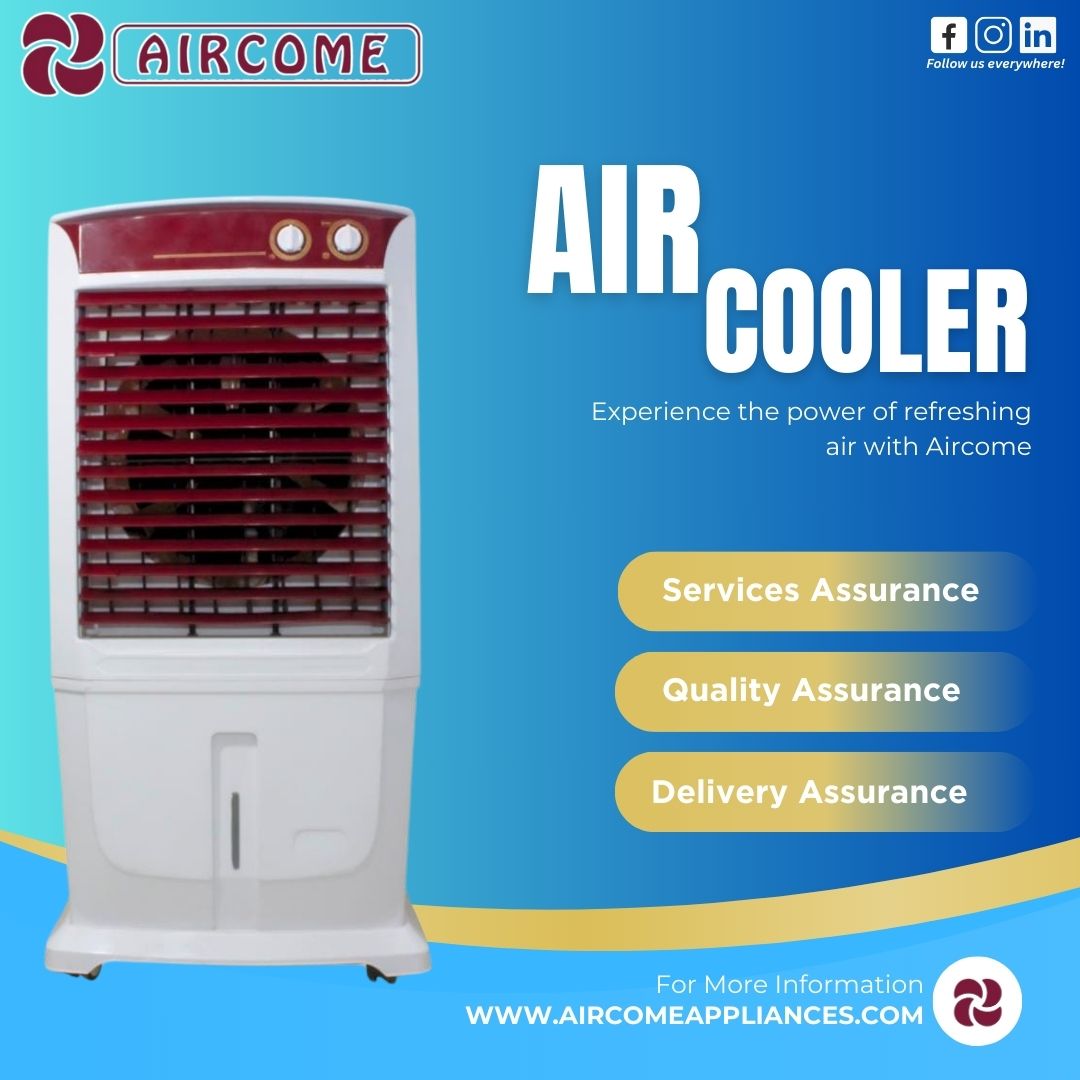 AIRCOME
Follow us everywhere!
AIR
COOLER
Experience the power of refreshing
air with Aircome
Services Assurance
Quality Assurance
Delivery Assurance
For More Information
WWW.AIRCOMEAPPLIANCES.COM